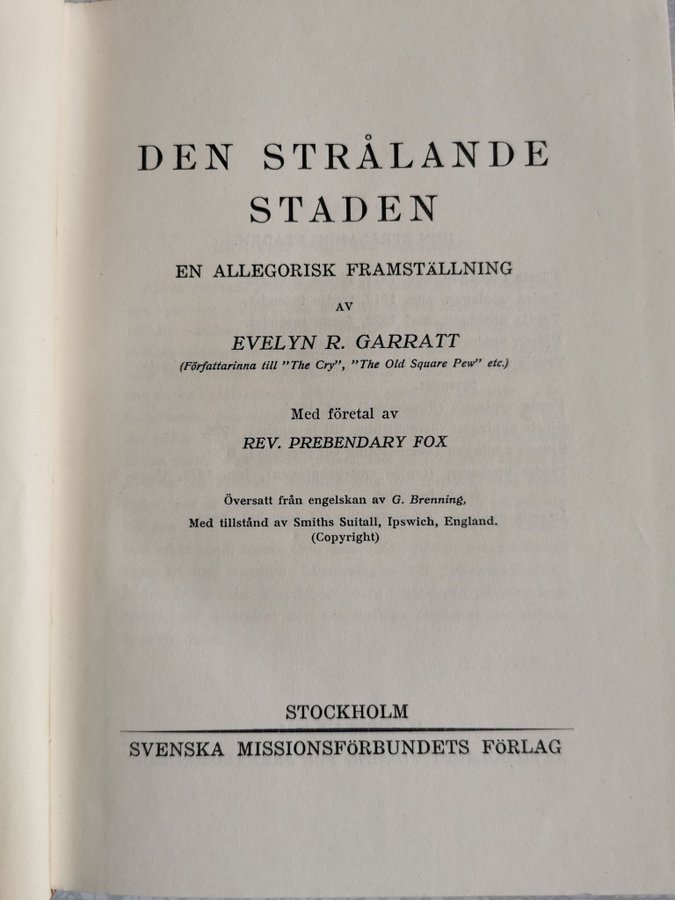 DEN STRÅLANDE
STADEN
EN ALLEGORISK FRAMSTÄLLNING
AV
EVELYN R. GARRATT
(Författarinna till "The Cry", "The Old Square Pew" etc.)
Med företal av
REV. PREBENDARY FOX
Översatt från engelskan av G. Brenning,
Med tillstånd av Smiths Suitall, Ipswich, England.
(Copyright)
STOCKHOLM
SVENSKA MISSIONSFÖRBUNDETS FÖRLAG